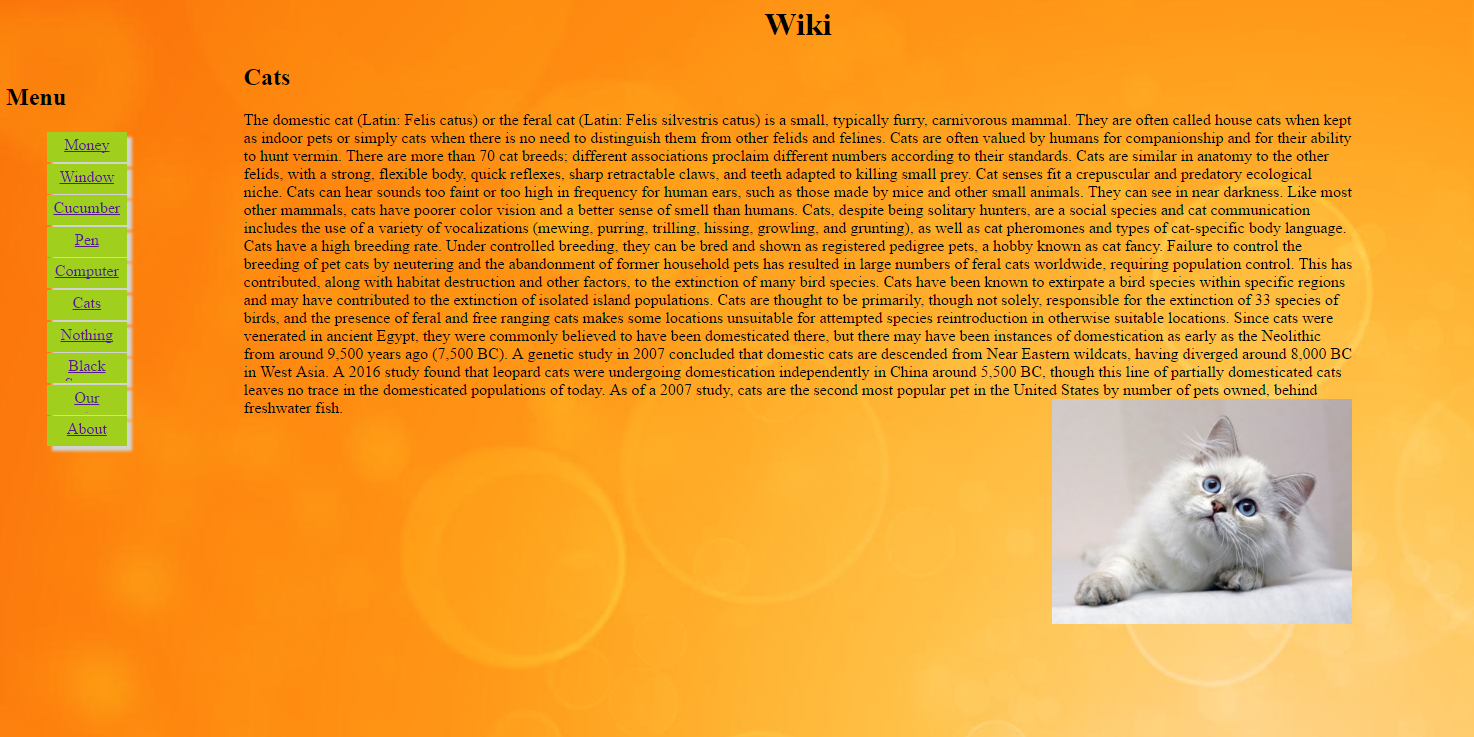 Wiki
Menu
Money
Window
Cucumber
Pen
Computer
Cats
Nothing
Black
Our
About
Cats
The domestic cat (Latin: Felis catus) or the feral cat (Latin: Felis silvestris catus) is a small, typically furry, carnivorous mammal. They are often called house cats when kept
as indoor pets or simply cats when there is no need to distinguish them from other felids and felines. Cats are often valued by humans for companionship and for their ability
to hunt vermin. There are more than 70 cat breeds; different associations proclaim different numbers according to their standards. Cats are similar in anatomy to the other
felids, with a strong, flexible body, quick reflexes, sharp retractable claws, and teeth adapted to killing small prey. Cat senses fit a crepuscular and predatory ecological
niche. Cats can hear sounds too faint or too high in frequency for human ears, such as those made by mice and other small animals. They can see in near darkness. Like most
other mammals, cats have poorer color vision and a better sense of smell than humans. Cats, despite being solitary hunters, are a social species and cat communication
includes the use of a variety of vocalizations (mewing, purring, trilling, hissing, growling, and grunting), as well as cat pheromones and types of cat-specific body language.
Cats have a high breeding rate. Under controlled breeding, they can be bred and shown as registered pedigree pets, a hobby known as cat fancy. Failure to control the
breeding of pet cats by neutering and the abandonment of former household pets has resulted in large numbers of feral cats worldwide, requiring population control. This has
contributed, along with habitat destruction and other factors, to the extinction of many bird species. Cats have been known to extirpate a bird species within specific regions
and may have contributed to the extinction of isolated island populations. Cats are thought to be primarily, though not solely, responsible for the extinction of 33 species of
birds, and the presence of feral and free ranging cats makes some locations unsuitable for attempted species reintroduction in otherwise suitable locations. Since cats were
venerated in ancient Egypt, they were commonly believed to have been domesticated there, but there may have been instances of domestication as early as the Neolithic
from around 9,500 years ago (7,500 BC). A genetic study in 2007 concluded that domestic cats are descended from Near Eastern wildcats, having diverged around 8,000 BC
in West Asia. A 2016 study found that leopard cats were undergoing domestication independently in China around 5,500 BC, though this line of partially domesticated cats
leaves no trace in the domesticated populations of today. As of a 2007 study, cats are the second most popular pet in the United States by number of pets owned, behind
freshwater fish.